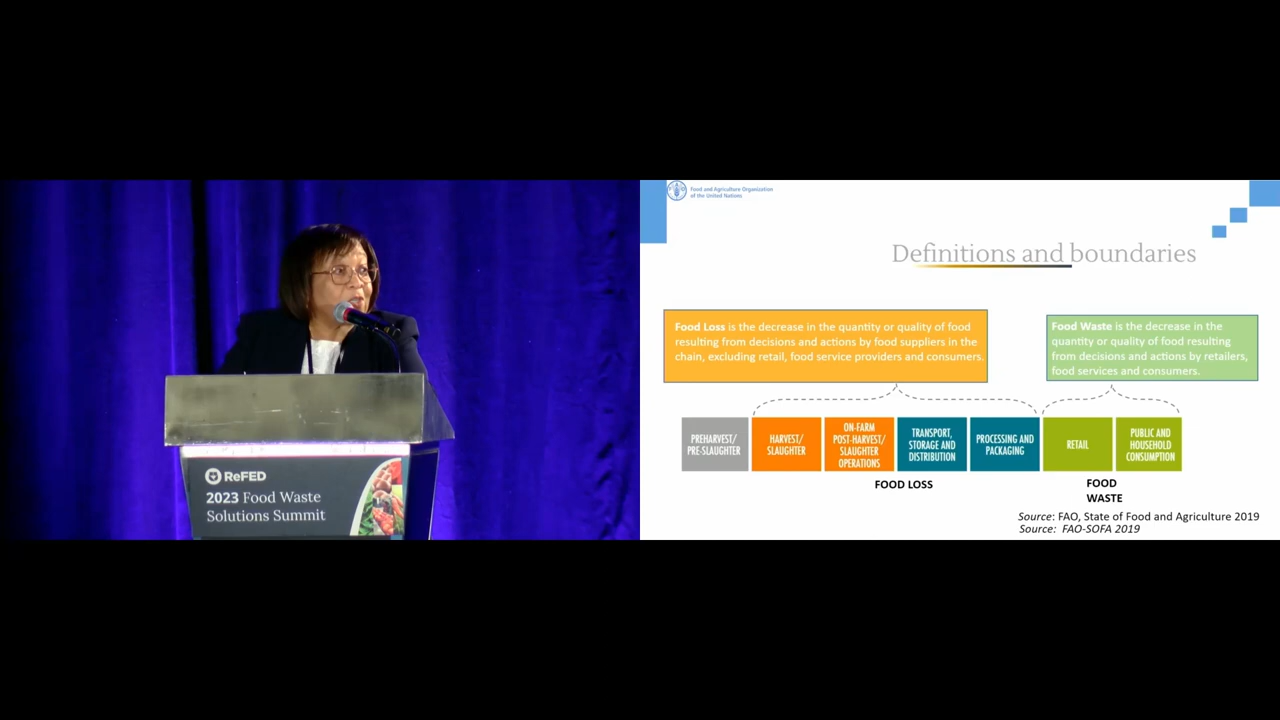 ReFED
2023 Food Waste
Solutions Summit
Food and Agriculture Organization
of the United Nations
Definitions and boundaries
Food Loss is the decrease in the quantity or quality of food
resulting from decisions and actions by food suppliers in the
chain, excluding retail, food service providers and consumers.
Food Waste is the decrease in the
quantity or quality of food resulting
from decisions and actions by retailers,
food services and consumers.
PREHARVEST/
PRE-SLAUGHTER
HARVEST/
SLAUGHTER
ON-FARM
POST-HARVEST/
SLAUGHTER
OPERATIONS
TRANSPORT,
STORAGE AND
DISTRIBUTION
PROCESSING AND
PACKAGING
RETAIL
PUBLIC AND
HOUSEHOLD
CONSUMPTION
FOOD LOSS
FOOD
WASTE
Source: FAO, State of Food and Agriculture 2019
Source: FAO-SOFA 2019